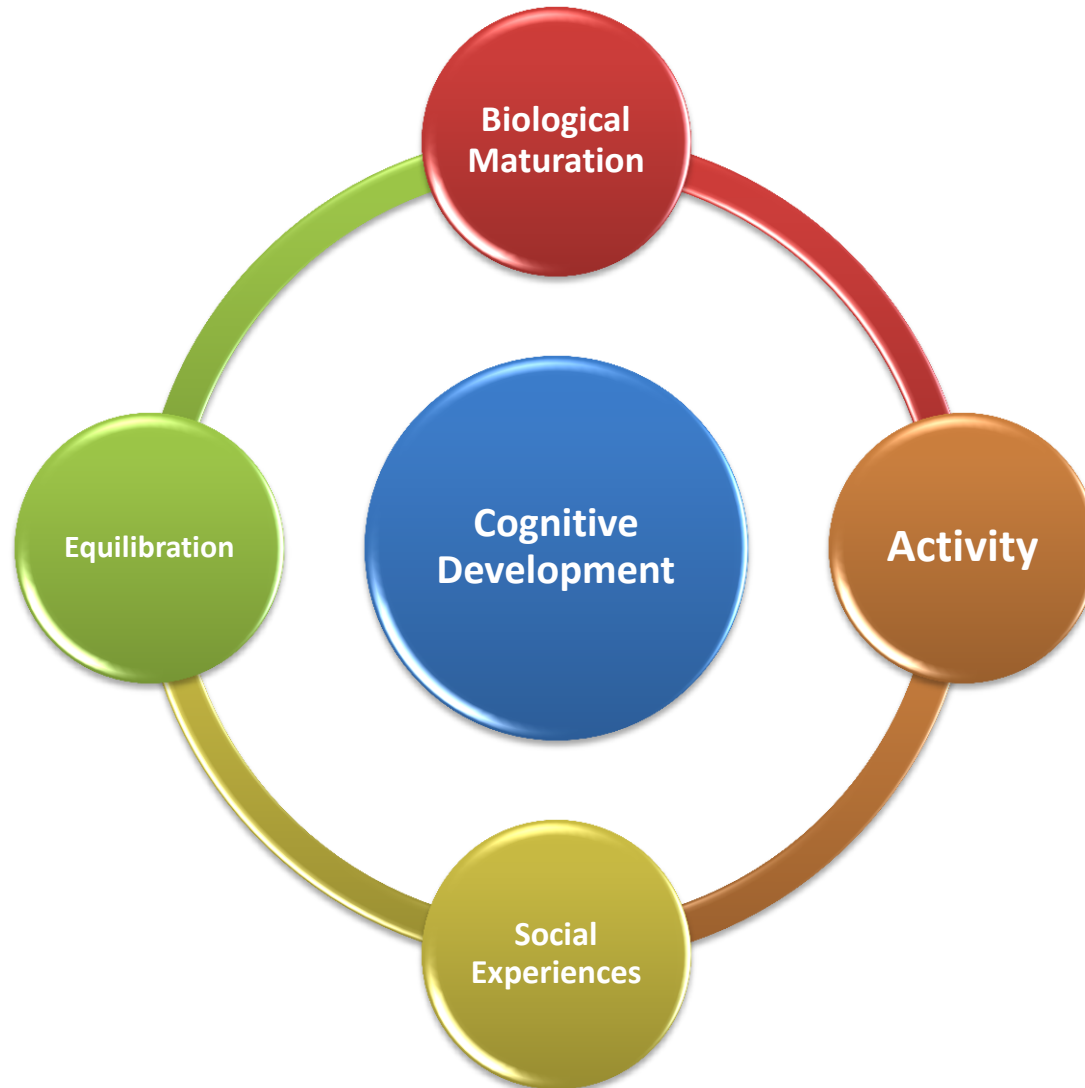 Biological
Maturation
Cognitive
Development
Equilibration
Activity
Social
Experiences